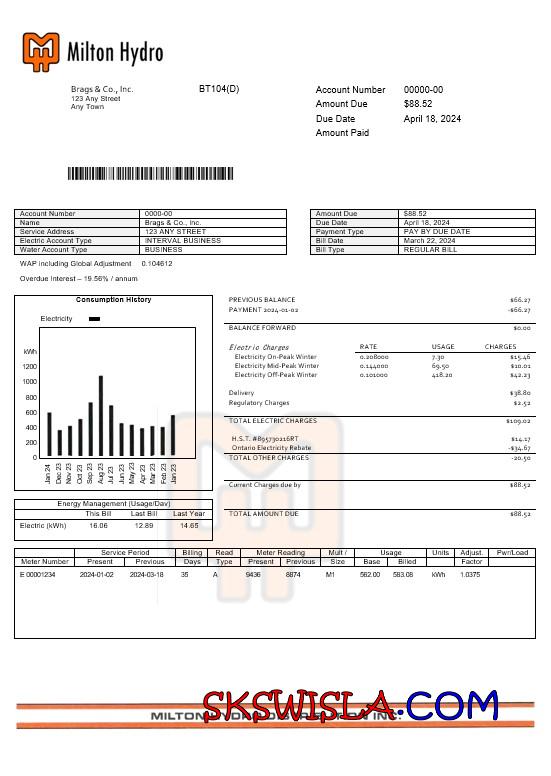 Milton Hydro
Brags & Co., Inc.
123 Any Street
Any Town
BT104(D)
Account Number 00000-00
Amount Due $88.52
Due Date April 18, 2024
Amount Paid
Account Number 0000-00
Name Brags & Co., Inc.
Service Address 123 ANY STREET
Electric Account Type INTERVAL BUSINESS
Water Account Type BUSINESS
Amount Due $88.52
Due Date April 18, 2024
Payment Type PAY BY DUE DATE
Bill Date March 22, 2024
Bill Type REGULAR BILL
WAP including Global Adjustment 0.104612
Overdue Interest – 19.56% / annum
Consumption History
Electricity
kWh
1200
1000
800
600
400
200
0
Jan 24 Dec 23 Nov 23 Oct 23 Sep 23 Aug 23 Jul 23 Jun 23 May 23 Apr 23 Mar 23 Feb 23 Jan 23
PREVIOUS BALANCE $66.27
PAYMENT 2024-01-02 -$66.27
BALANCE FORWARD $0.00
Electric Charges RATE USAGE CHARGES
Electricity On-Peak Winter 0.208000 7.30 $15.46
Electricity Mid-Peak Winter 0.144000 69.50 $10.01
Electricity Off-Peak Winter 0.101000 418.20 $42.23
Delivery $38.80
Regulatory Charges $2.52
TOTAL ELECTRIC CHARGES $109.02
H.S.T. #895730216RT $14.17
Ontario Electricity Rebate -$34.67
TOTAL OTHER CHARGES -20.50
Current Charges due by $88.52
TOTAL AMOUNT DUE $88.52
Energy Management (Usage/Day)
This Bill Last Bill Last Year
Electric (kWh) 16.06 12.89 14.65
Service Period Billing Read Meter Reading Mult / Usage Units Adjust. Pwr/Load
Meter Number Present Previous Days Type Present Previous Size Base Billed Factor
E 00001234 2024-01-02 2024-03-18 35 A 9436 8874 M1 562.00 583.08 kWh 1.0375
SKSWISLA.COM
MILTON INC.